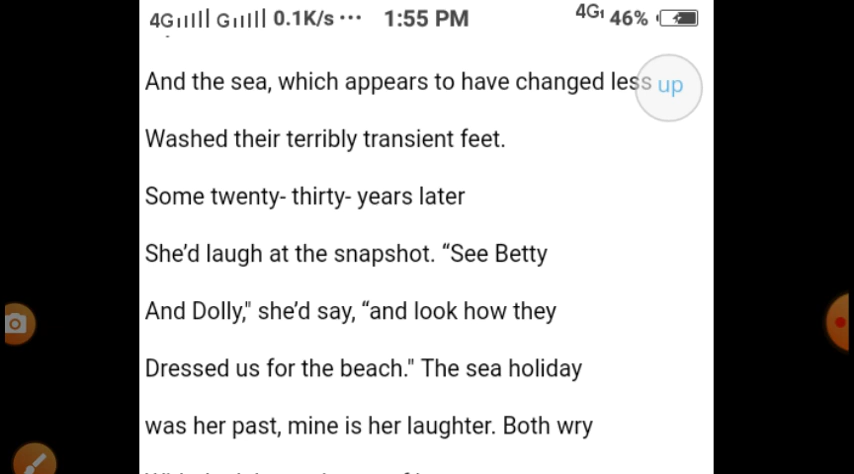 4G G 0.1K/s ··· 1:55 PM 4G 46%
And the sea, which appears to have changed less up
Washed their terribly transient feet.
Some twenty- thirty- years later
She’d laugh at the snapshot. “See Betty
And Dolly," she’d say, “and look how they
Dressed us for the beach." The sea holiday
was her past, mine is her laughter. Both wry